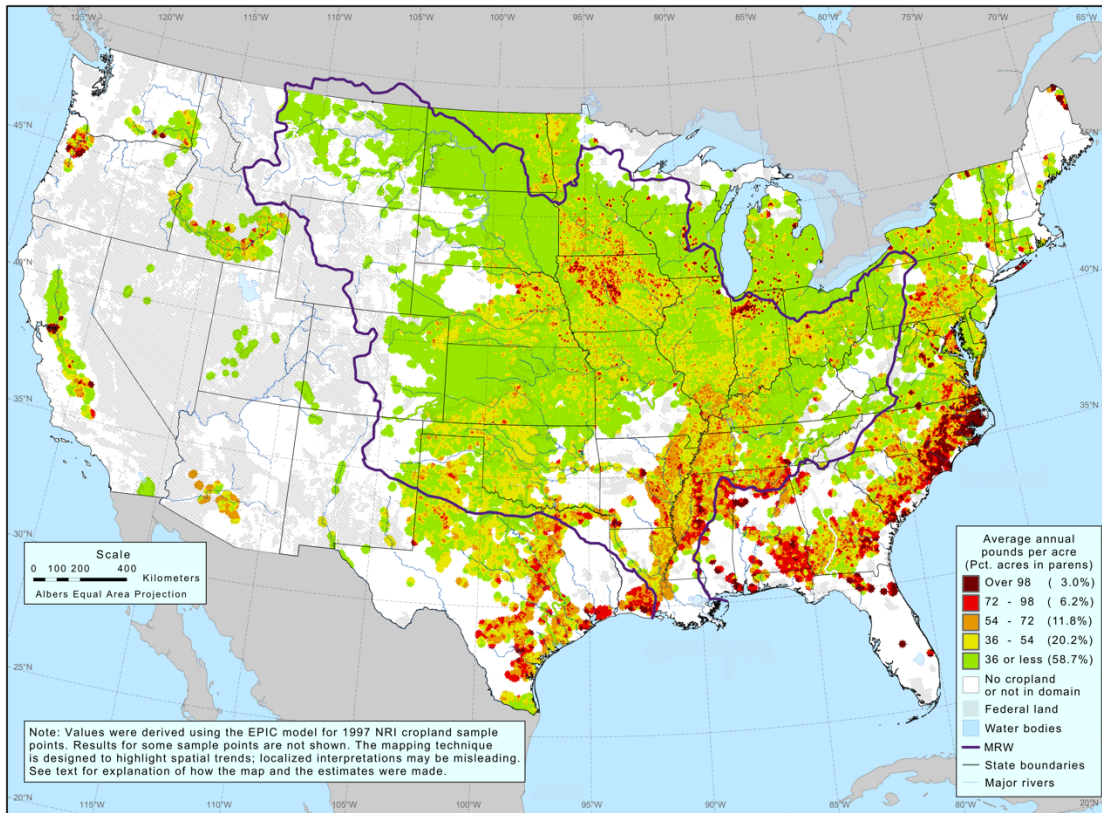 125°W 120°W 115°W 110°W 105°W 100°W 95°W 90°W 85°W 80°W 75°W 70°W 65°W
45°N 45°N
40°N 40°N
35°N 35°N
30°N 30°N
25°N 25°N
20°N 20°N
115°W 110°W 105°W 100°W 95°W 90°W 85°W 80°W
Scale
0 100 200 400 Kilometers
Albers Equal Area Projection
Note: Values were derived using the EPIC model for 1997 NRI cropland sample
points. Results for some sample points are not shown. The mapping technique
is designed to highlight spatial trends; localized interpretations may be misleading.
See text for explanation of how the map and the estimates were made.
Average annual
pounds per acre
(Pct. acres in parens)
Over 98 ( 3.0%)
72 - 98 ( 6.2%)
54 - 72 (11.8%)
36 - 54 (20.2%)
36 or less (58.7%)
No cropland
or not in domain
Federal land
Water bodies
MRW
State boundaries
Major rivers